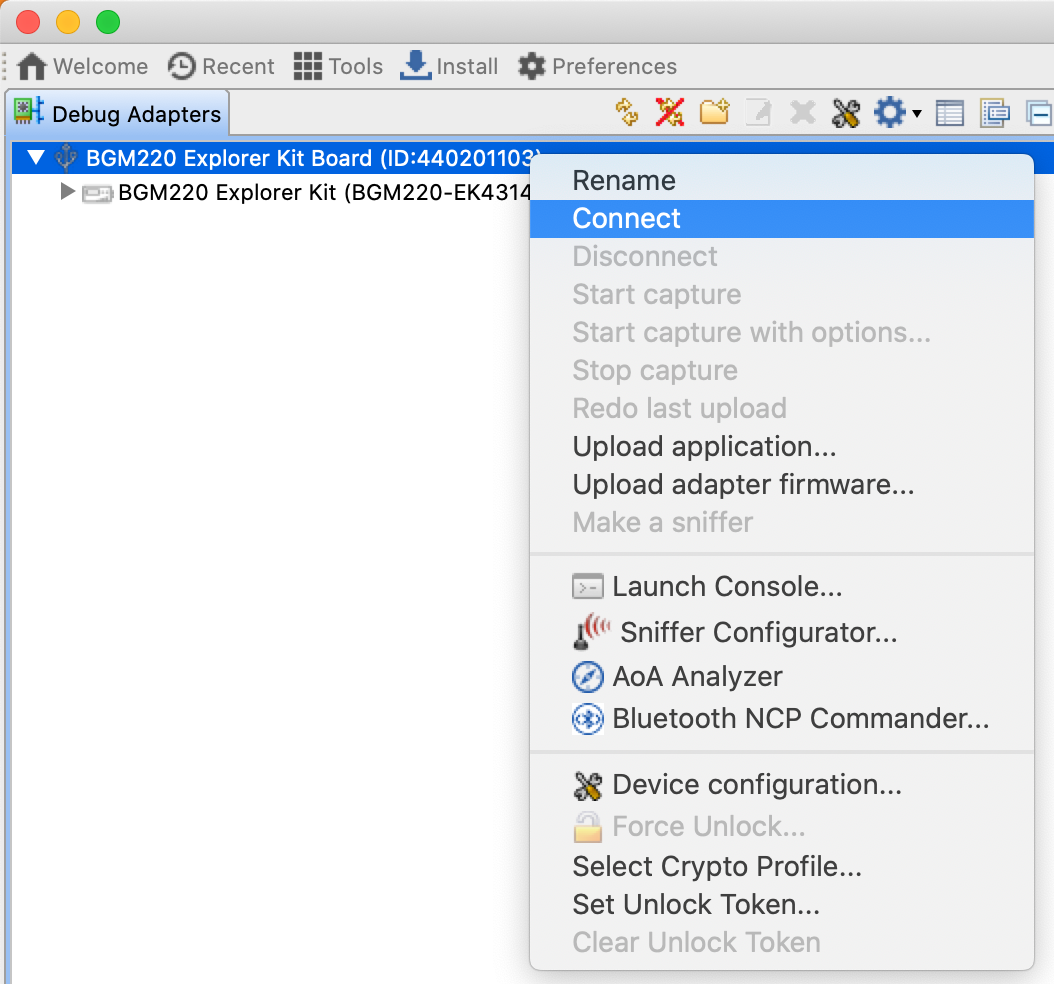 Welcome Recent Tools Install Preferences
Debug Adapters
BGM220 Explorer Kit Board (ID:440201103)
BGM220 Explorer Kit (BGM220-EK4314
Rename
Connect
Disconnect
Start capture
Start capture with options...
Stop capture
Redo last upload
Upload application...
Upload adapter firmware...
Make a sniffer
Launch Console...
Sniffer Configurator...
AoA Analyzer
Bluetooth NCP Commander...
Device configuration...
Force Unlock...
Select Crypto Profile...
Set Unlock Token...
Clear Unlock Token